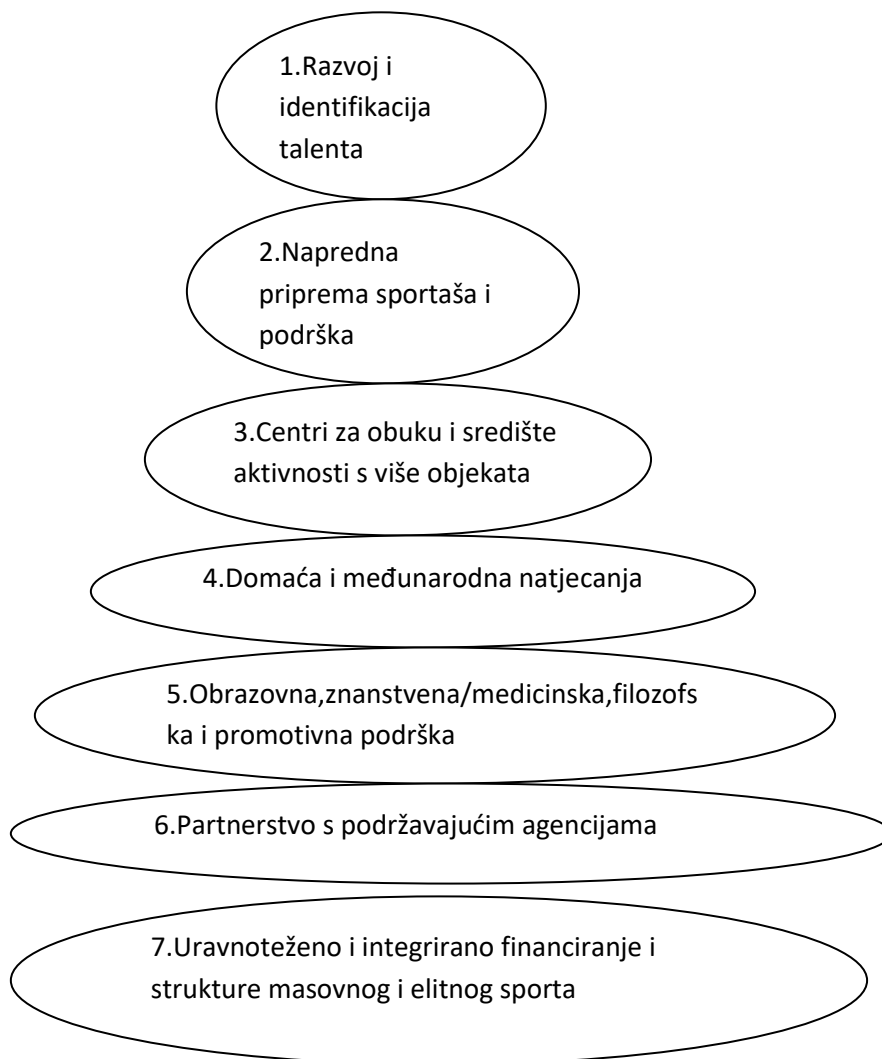 1.Razvoj i
identifikacija
talenta
2.Napredna
priprema sportaša i
podrška
3.Centri za obuku i središte
aktivnosti s više objekata
4.Domaća i međunarodna natjecanja
5.Obrazovna,znanstvena/medicinska,filozofs
ka i promotivna podrška
6.Partnerstvo s podržavajućim agencijama
7.Uravnoteženo i integrirano financiranje i
strukture masovnog i elitnog sporta